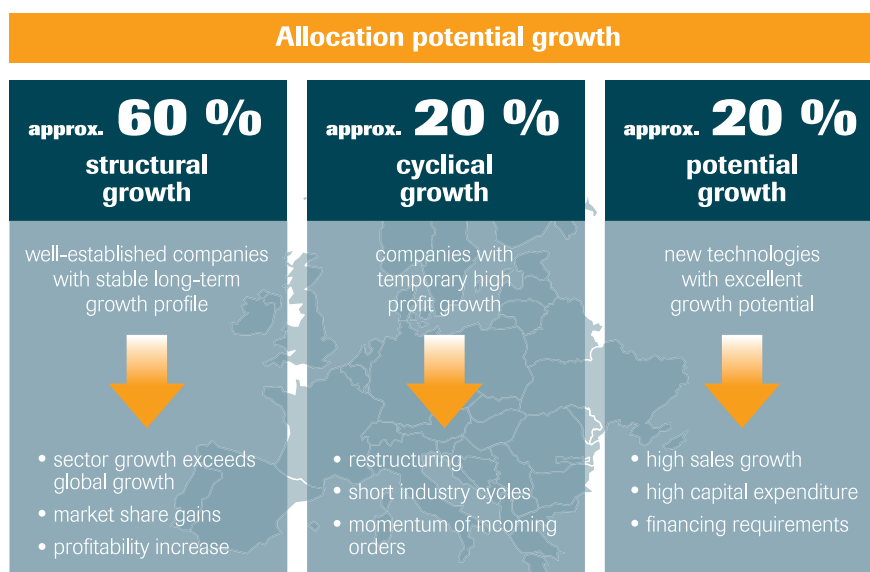 Allocation potential growth
approx. 60 %
structural
growth
well-established companies
with stable long-term
growth profile
• sector growth exceeds
global growth
• market share gains
• profitability increase
approx. 20 %
cyclical
growth
companies with
temporary high
profit growth
• restructuring
• short industry cycles
• momentum of incoming
orders
approx. 20 %
potential
growth
new technologies
with excellent
growth potential
• high sales growth
• high capital expenditure
• financing requirements